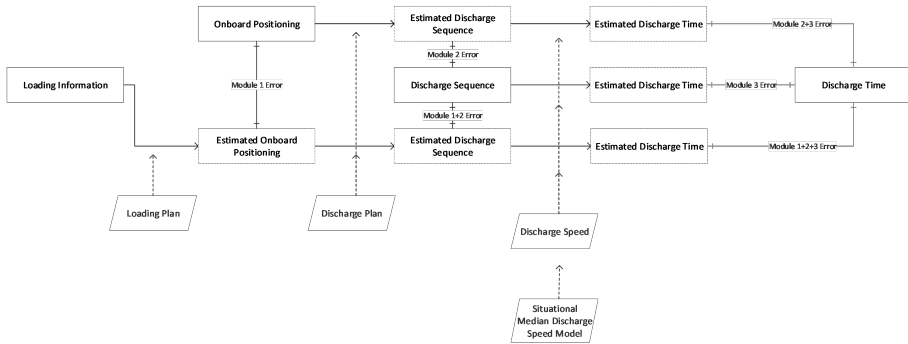 Onboard Positioning
Estimated Discharge
Sequence
Estimated Discharge Time
Module 2+3 Error
Module 2 Error
Loading Information
Module 1 Error
Discharge Sequence
Estimated Discharge Time
Module 3 Error
Discharge Time
Module 1+2 Error
Estimated Onboard
Positioning
Estimated Discharge
Sequence
Estimated Discharge Time
Module 1+2+3 Error
Loading Plan
Discharge Plan
Discharge Speed
Situational
Median Discharge
Speed Model